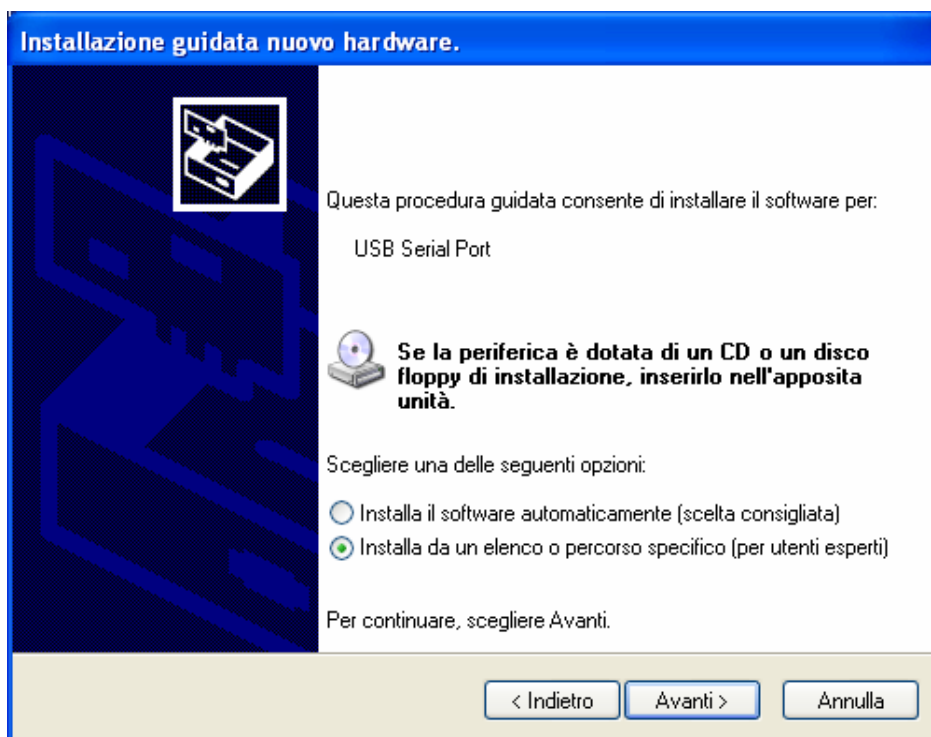 Installazione guidata nuovo hardware.
Questa procedura guidata consente di installare il software per:
USB Serial Port
Se la periferica è dotata di un CD o un disco
floppy di installazione, inserirlo nell'apposita
unità.
Scegliere una delle seguenti opzioni:
Installa il software automaticamente (scelta consigliata)
Installa da un elenco o percorso specifico (per utenti esperti)
Per continuare, scegliere Avanti.
< Indietro Avanti > Annulla